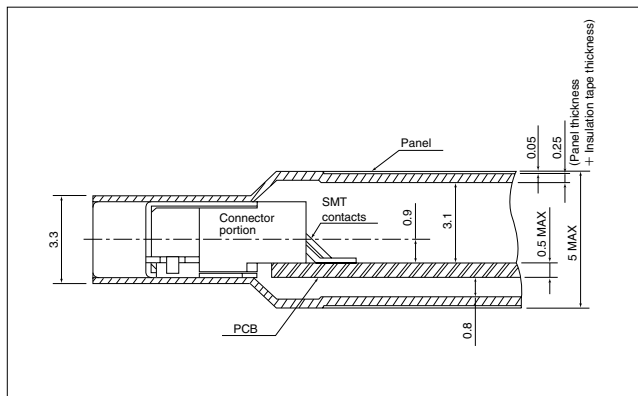 Panel
SMT
contacts
Connector
portion
PCB
3.3
0.9
3.1
0.8
0.05
0.25
(Panel thickness
+ Insulation tape thickness)
0.5 MAX
5 MAX